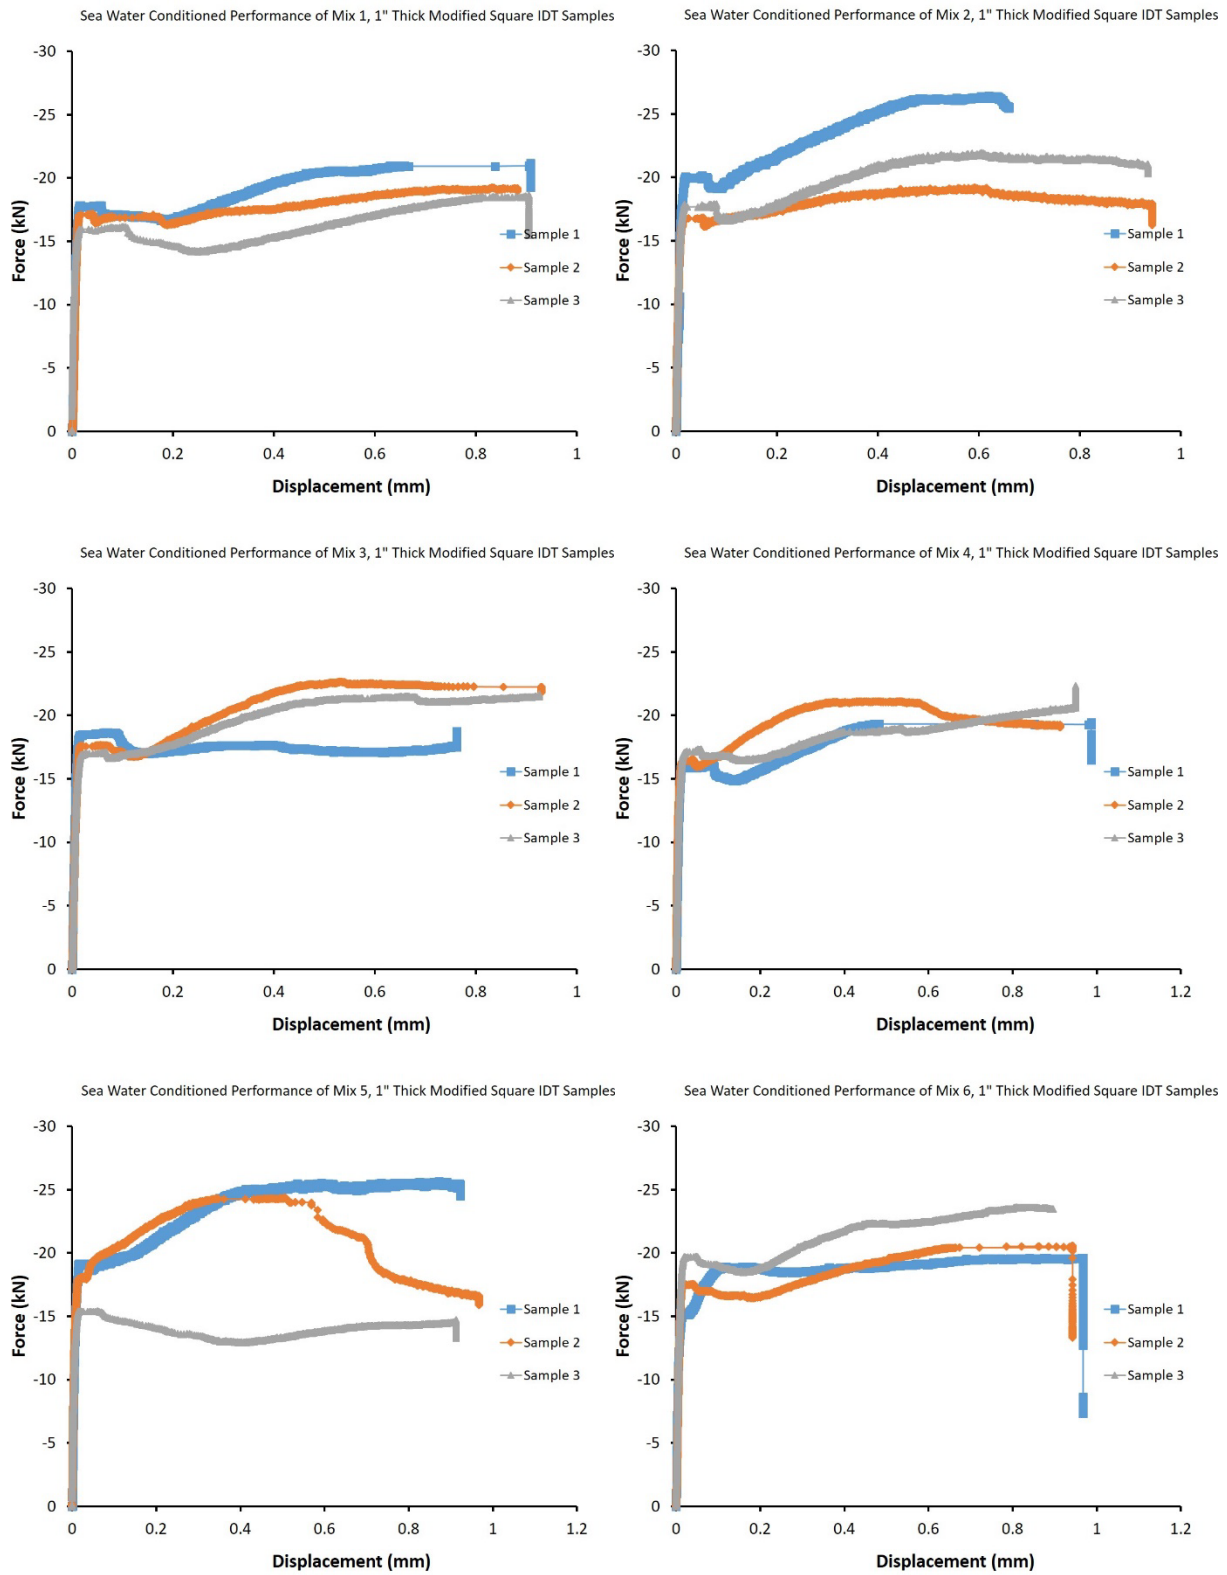 Sea Water Conditioned Performance of Mix 1, 1" Thick Modified Square IDT Samples
-30
-25
-20
-15
-10
-5
0
Force (kN)
Sample 1
Sample 2
Sample 3
0 0.2 0.4 0.6 0.8 1
Displacement (mm)
Sea Water Conditioned Performance of Mix 2, 1" Thick Modified Square IDT Samples
-30
-25
-20
-15
-10
-5
0
Force (kN)
Sample 1
Sample 2
Sample 3
0 0.2 0.4 0.6 0.8 1
Displacement (mm)
Sea Water Conditioned Performance of Mix 3, 1" Thick Modified Square IDT Samples
-30
-25
-20
-15
-10
-5
0
Force (kN)
Sample 1
Sample 2
Sample 3
0 0.2 0.4 0.6 0.8 1
Displacement (mm)
Sea Water Conditioned Performance of Mix 4, 1" Thick Modified Square IDT Samples
-30
-25
-20
-15
-10
-5
0
Force (kN)
Sample 1
Sample 2
Sample 3
0 0.2 0.4 0.6 0.8 1 1.2
Displacement (mm)
Sea Water Conditioned Performance of Mix 5, 1" Thick Modified Square IDT Samples
-30
-25
-20
-15
-10
-5
0
Force (kN)
Sample 1
Sample 2
Sample 3
0 0.2 0.4 0.6 0.8 1 1.2
Displacement (mm)
Sea Water Conditioned Performance of Mix 6, 1" Thick Modified Square IDT Samples
-30
-25
-20
-15
-10
-5
0
Force (kN)
Sample 1
Sample 2
Sample 3
0 0.2 0.4 0.6 0.8 1 1.2
Displacement (mm)